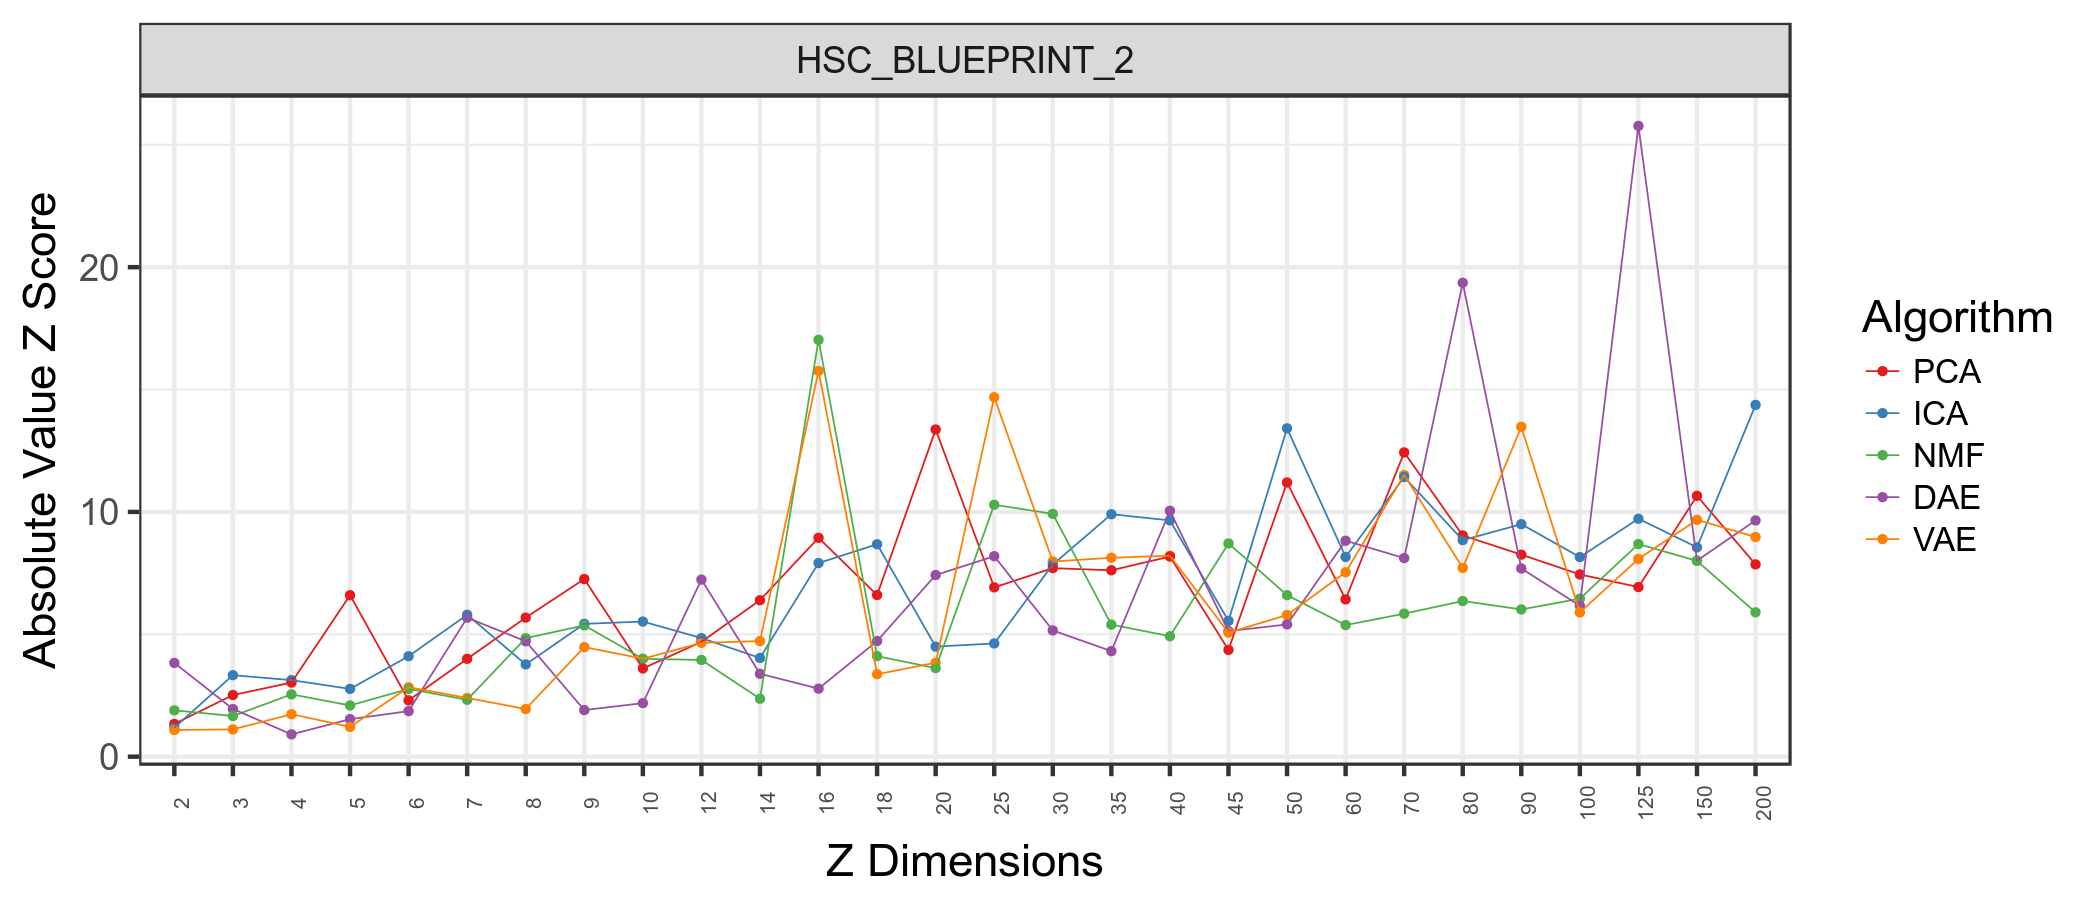 HSC_BLUEPRINT_2
Absolute Value Z Score
20
10
0
2 3 4 5 6 7 8 9 10 12 14 16 18 20 25 30 35 40 45 50 60 70 80 90 100 125 150 200
Z Dimensions
Algorithm
PCA
ICA
NMF
DAE
VAE